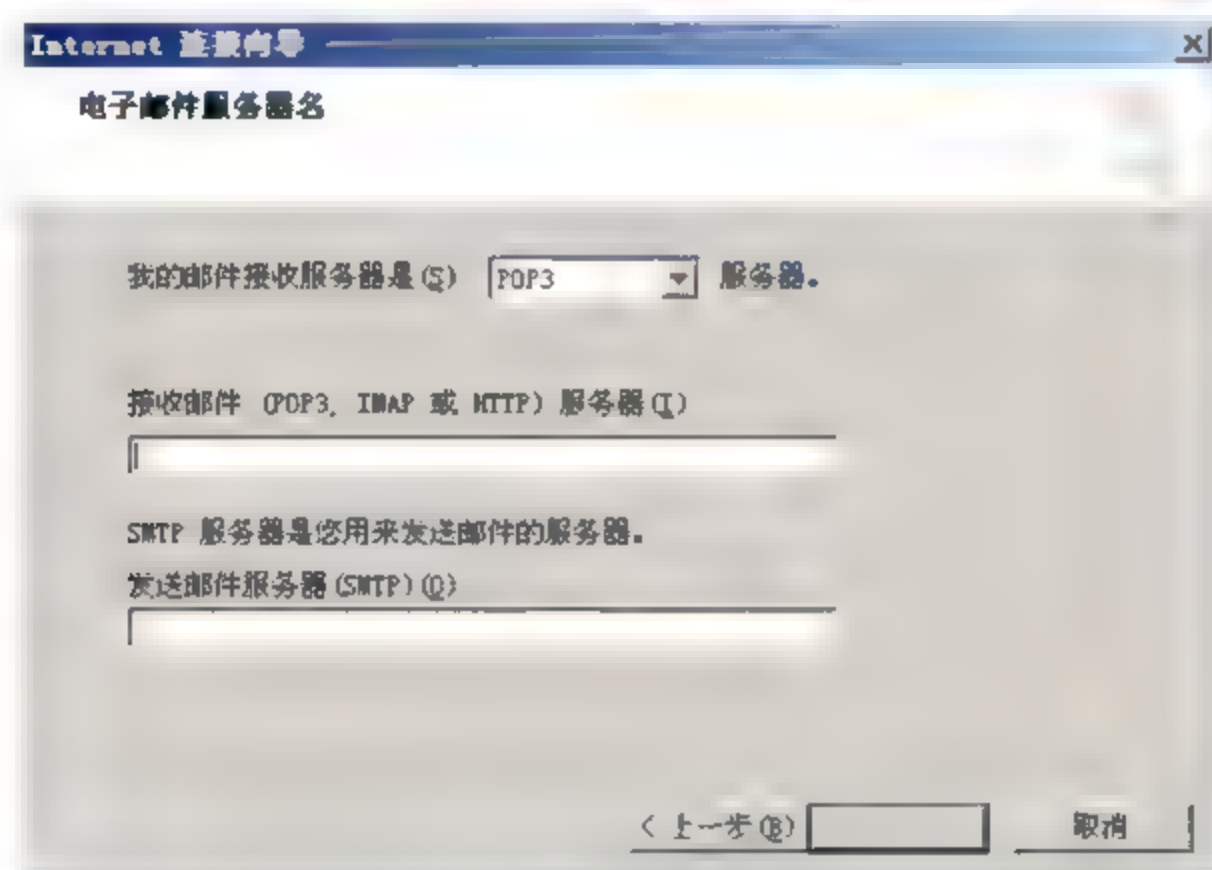 Internet 连接向导
电子邮件服务器名
我的邮件接收服务器是(S) POP3 服务器。
接收邮件 (POP3, IMAP 或 HTTP) 服务器(I)
SMTP 服务器是您用来发送邮件的服务器。
发送邮件服务器(SMTP)(O)
< 上一步(B) 取消